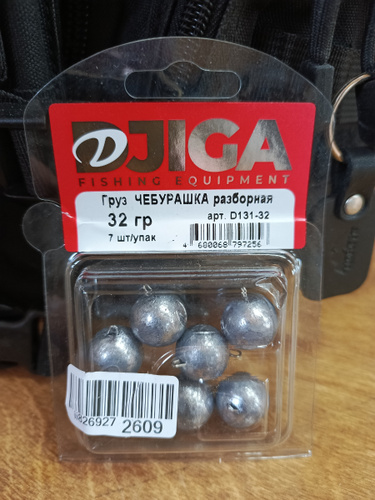 DJIGA
FISHING EQUIPMENT
Груз ЧЕБУРАШКА разборная
32 гр
арт. D131-32
7 шт/упак
4 680068 797256
2609